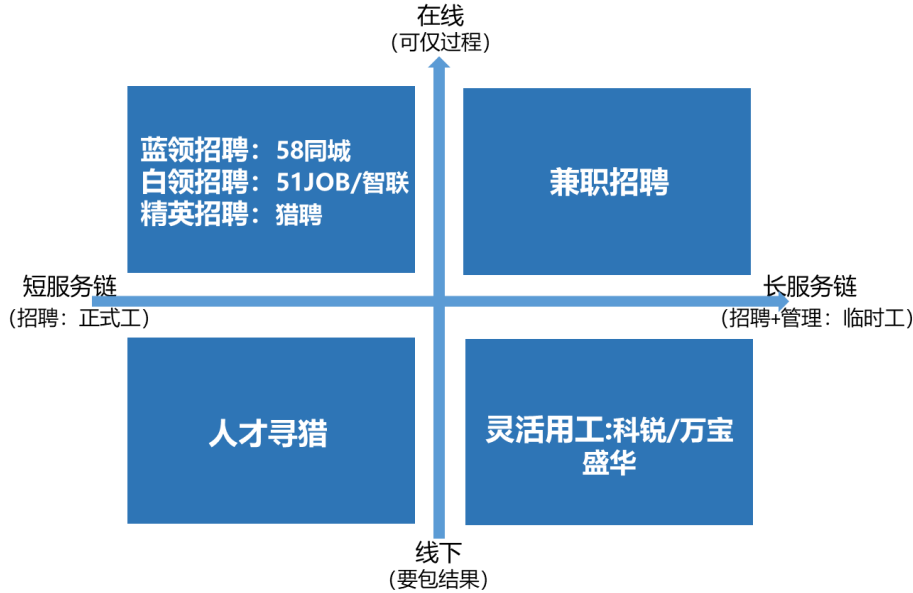 在线
（可仅过程）
蓝领招聘：58同城
白领招聘：51JOB/智联
精英招聘：猎聘
兼职招聘
短服务链
（招聘：正式工）
长服务链
（招聘+管理：临时工）
人才寻猎
灵活用工:科锐/万宝
盛华
线下
（要包结果）